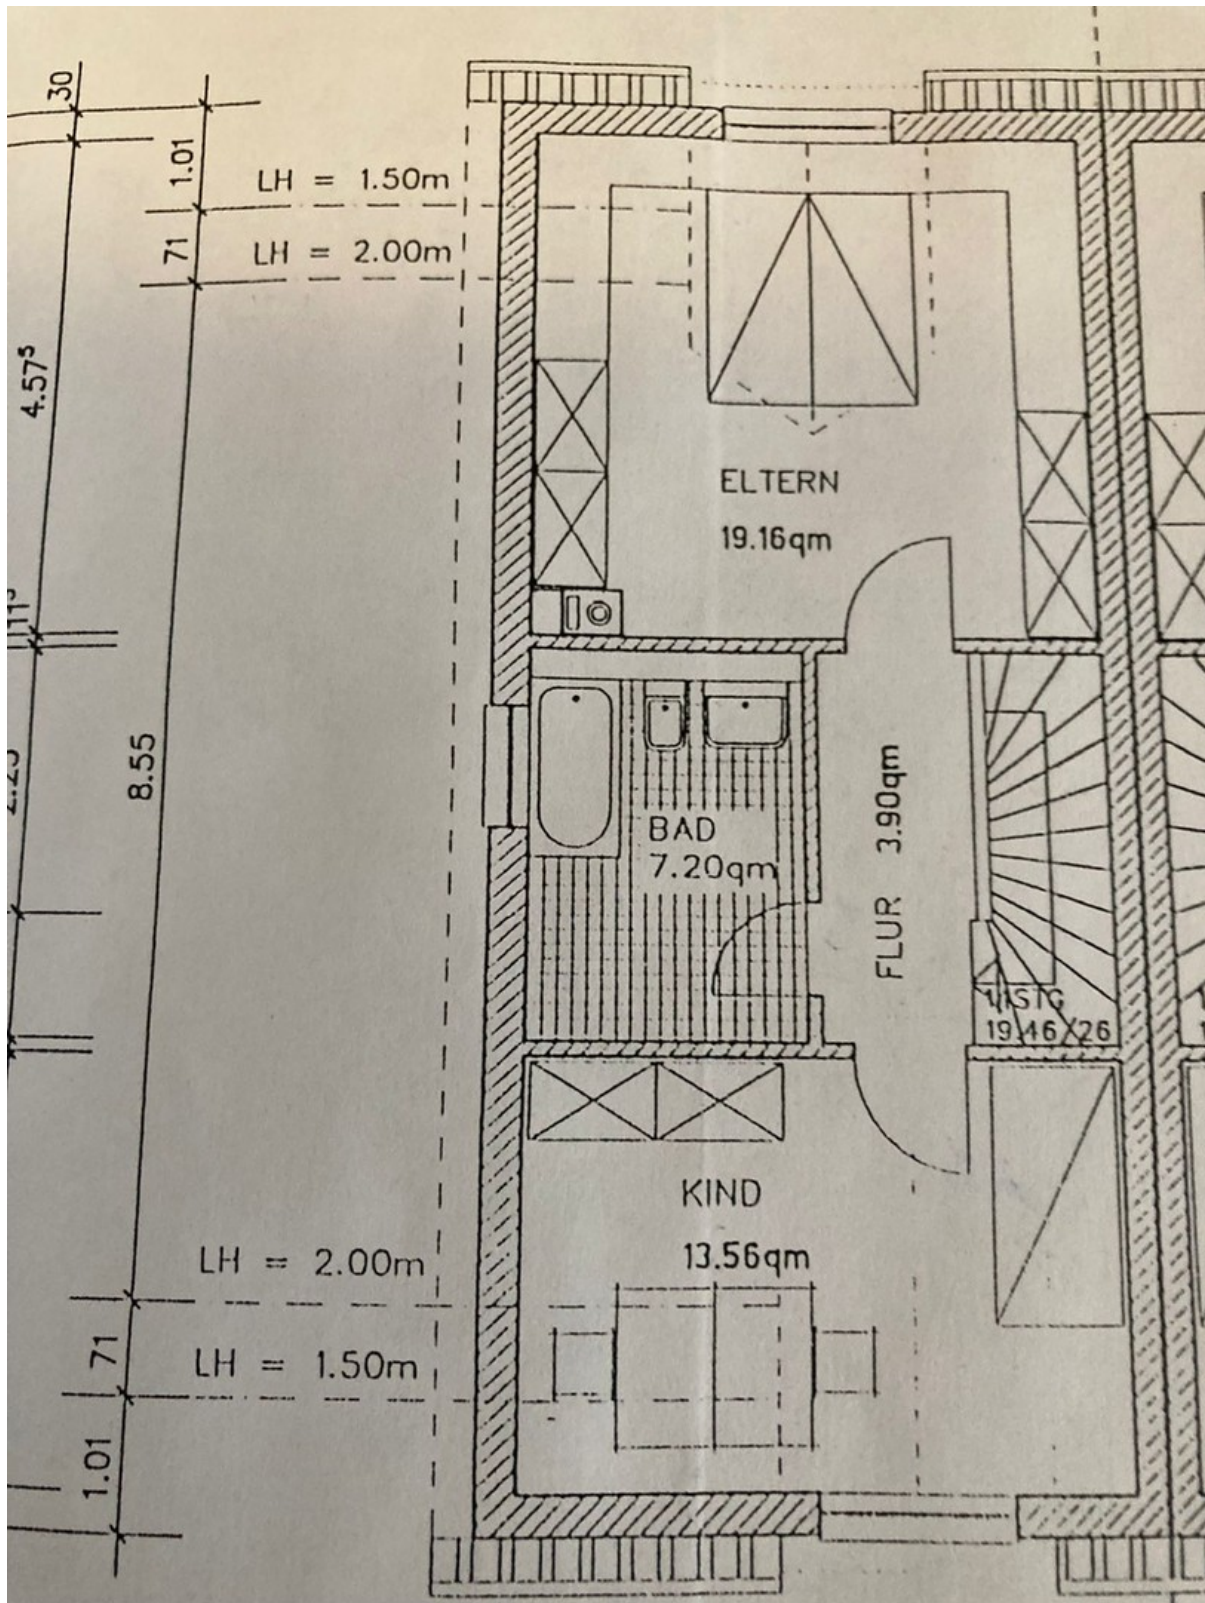 30
1.01
LH = 1.50m
71
LH = 2.00m
4.57⁵
ELTERN
19.16qm
8.55
BAD
7.20qm
FLUR 3.90qm
19.46/26
KIND
13.56qm
LH = 2.00m
71
LH = 1.50m
1.01